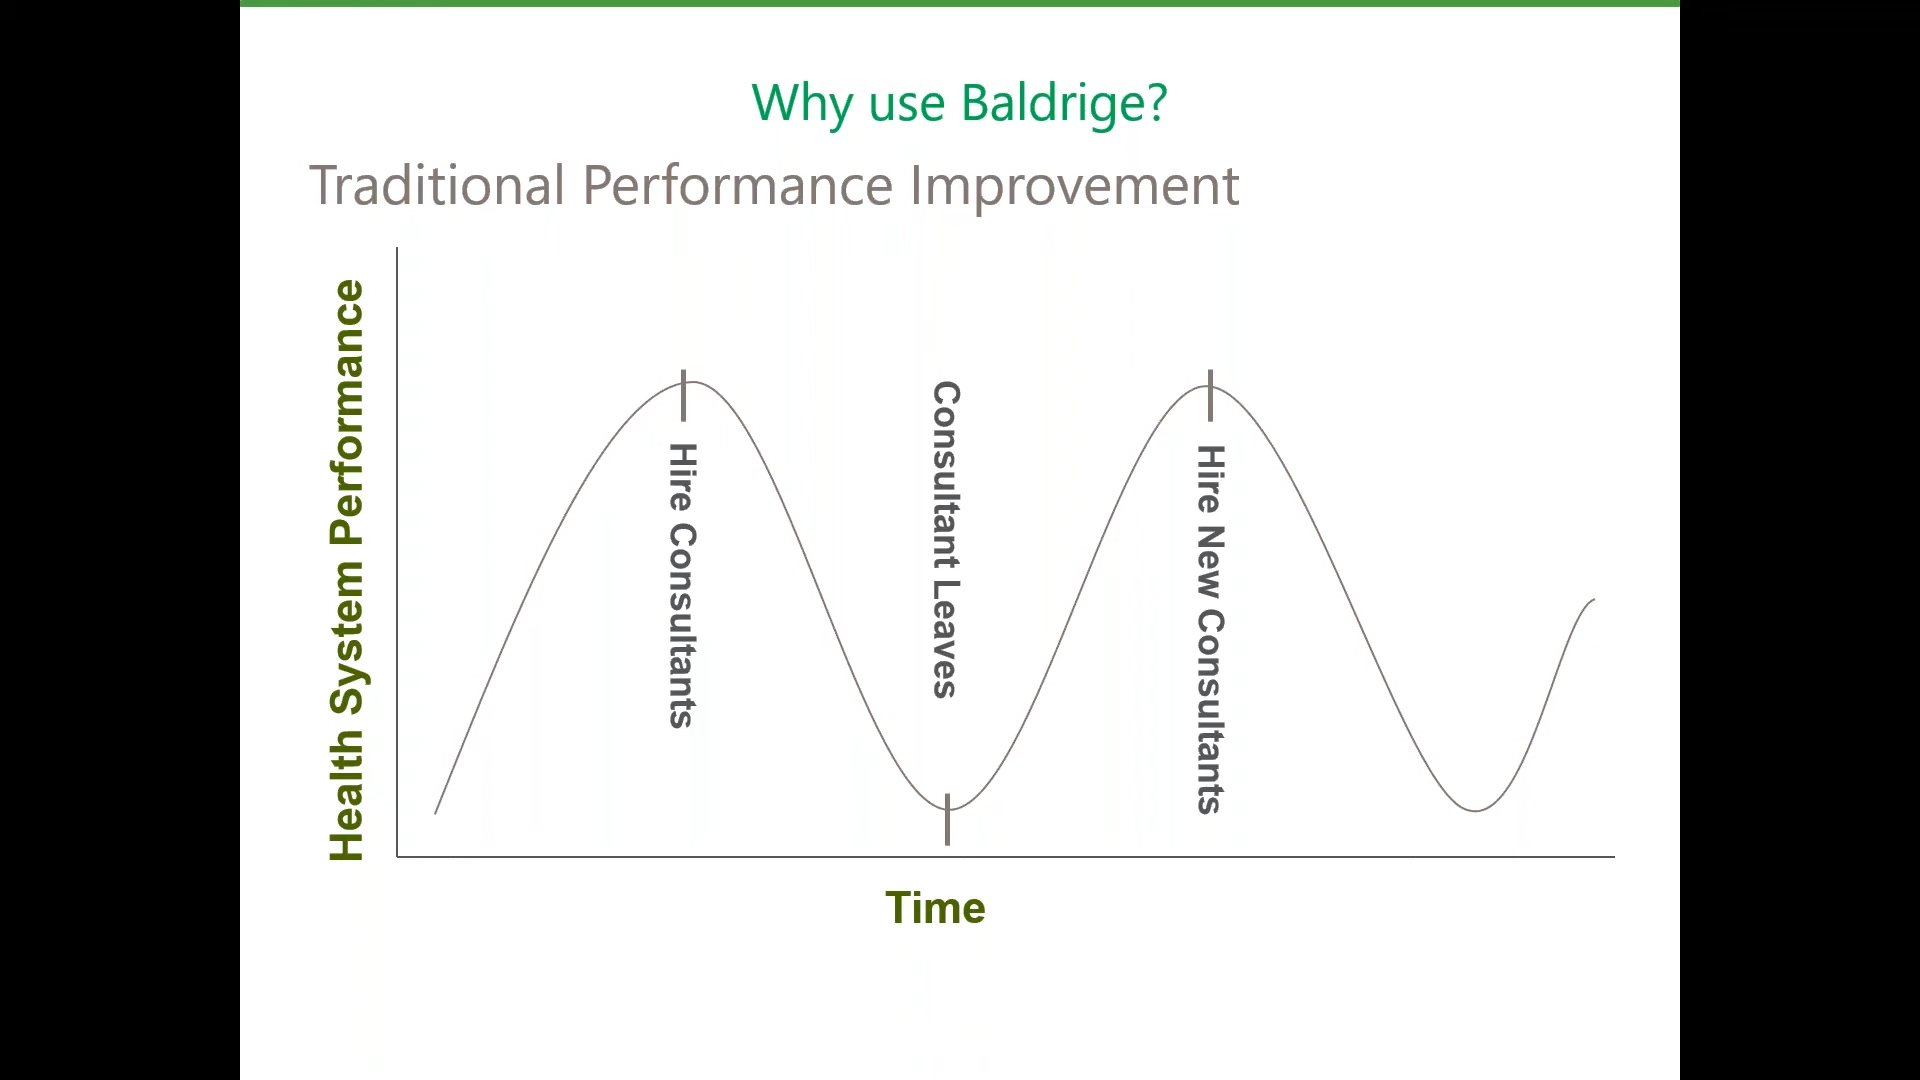 Why use Baldrige?
Traditional Performance Improvement
Health System Performance
Hire Consultants
Consultant Leaves
Hire New Consultants
Time